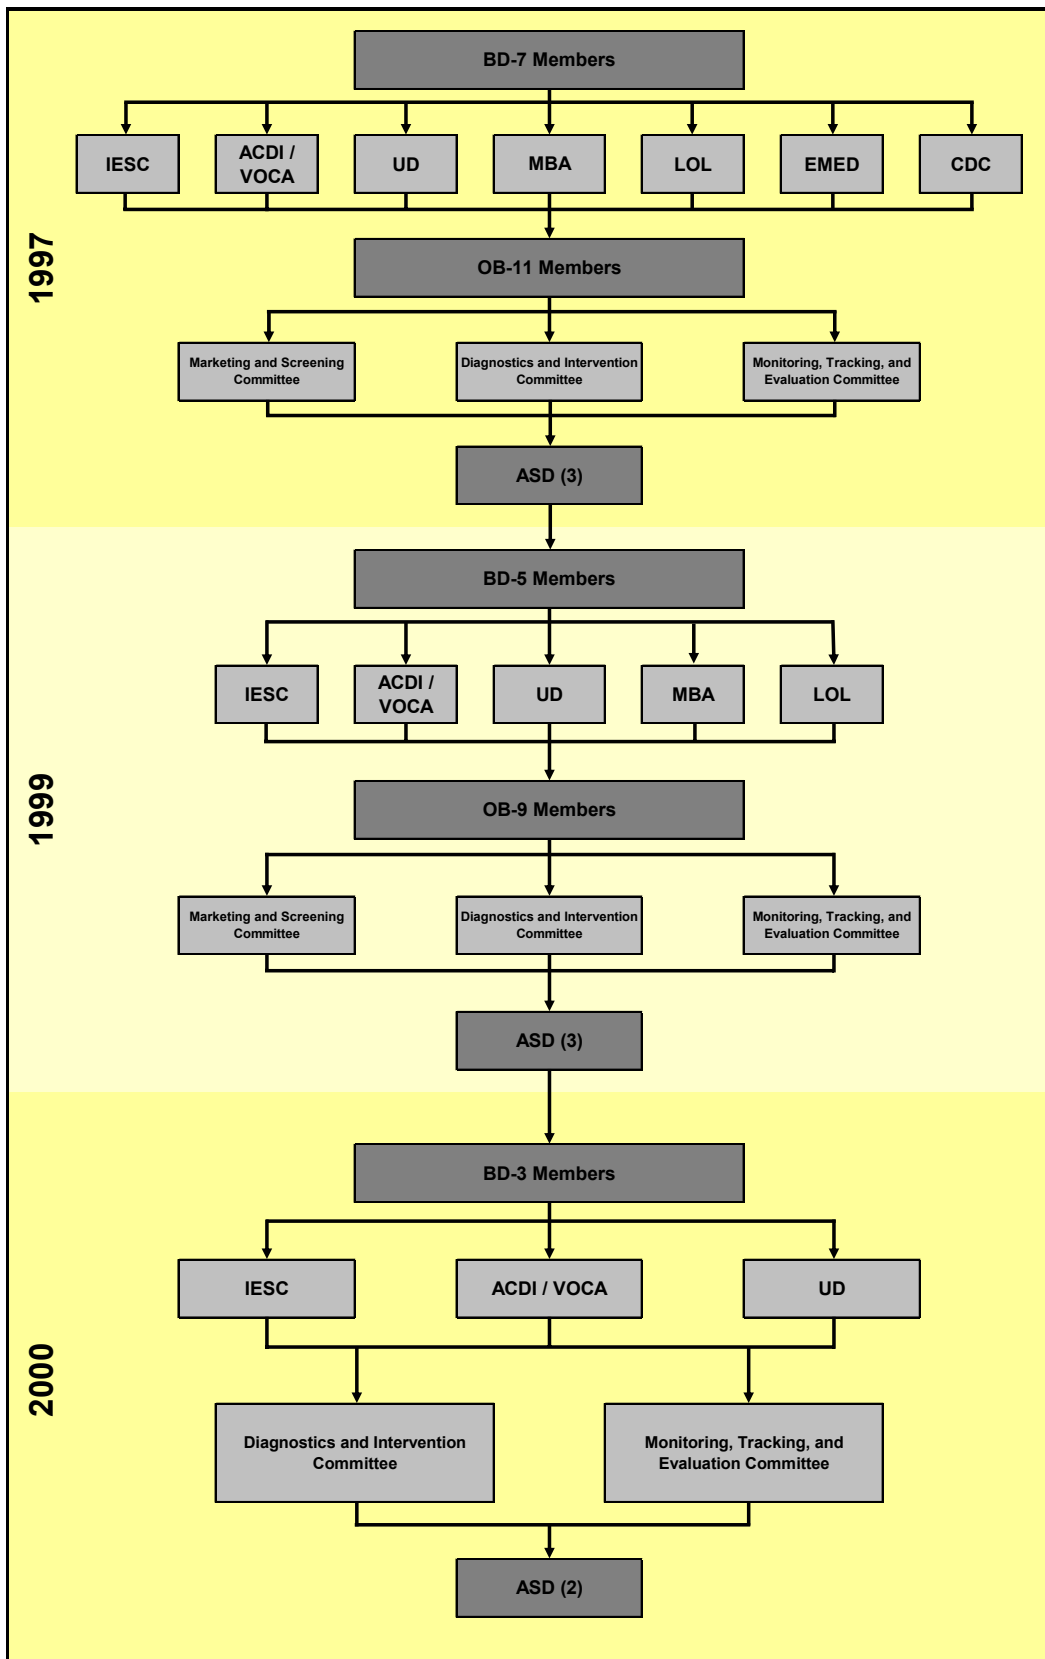 1997
BD-7 Members
IESC
ACDI /
VOCA
UD
MBA
LOL
EMED
CDC
OB-11 Members
Marketing and Screening
Committee
Diagnostics and Intervention
Committee
Monitoring, Tracking, and
Evaluation Committee
ASD (3)
1999
BD-5 Members
IESC
ACDI /
VOCA
UD
MBA
LOL
OB-9 Members
Marketing and Screening
Committee
Diagnostics and Intervention
Committee
Monitoring, Tracking, and
Evaluation Committee
ASD (3)
2000
BD-3 Members
IESC
ACDI / VOCA
UD
Diagnostics and Intervention
Committee
Monitoring, Tracking, and
Evaluation Committee
ASD (2)